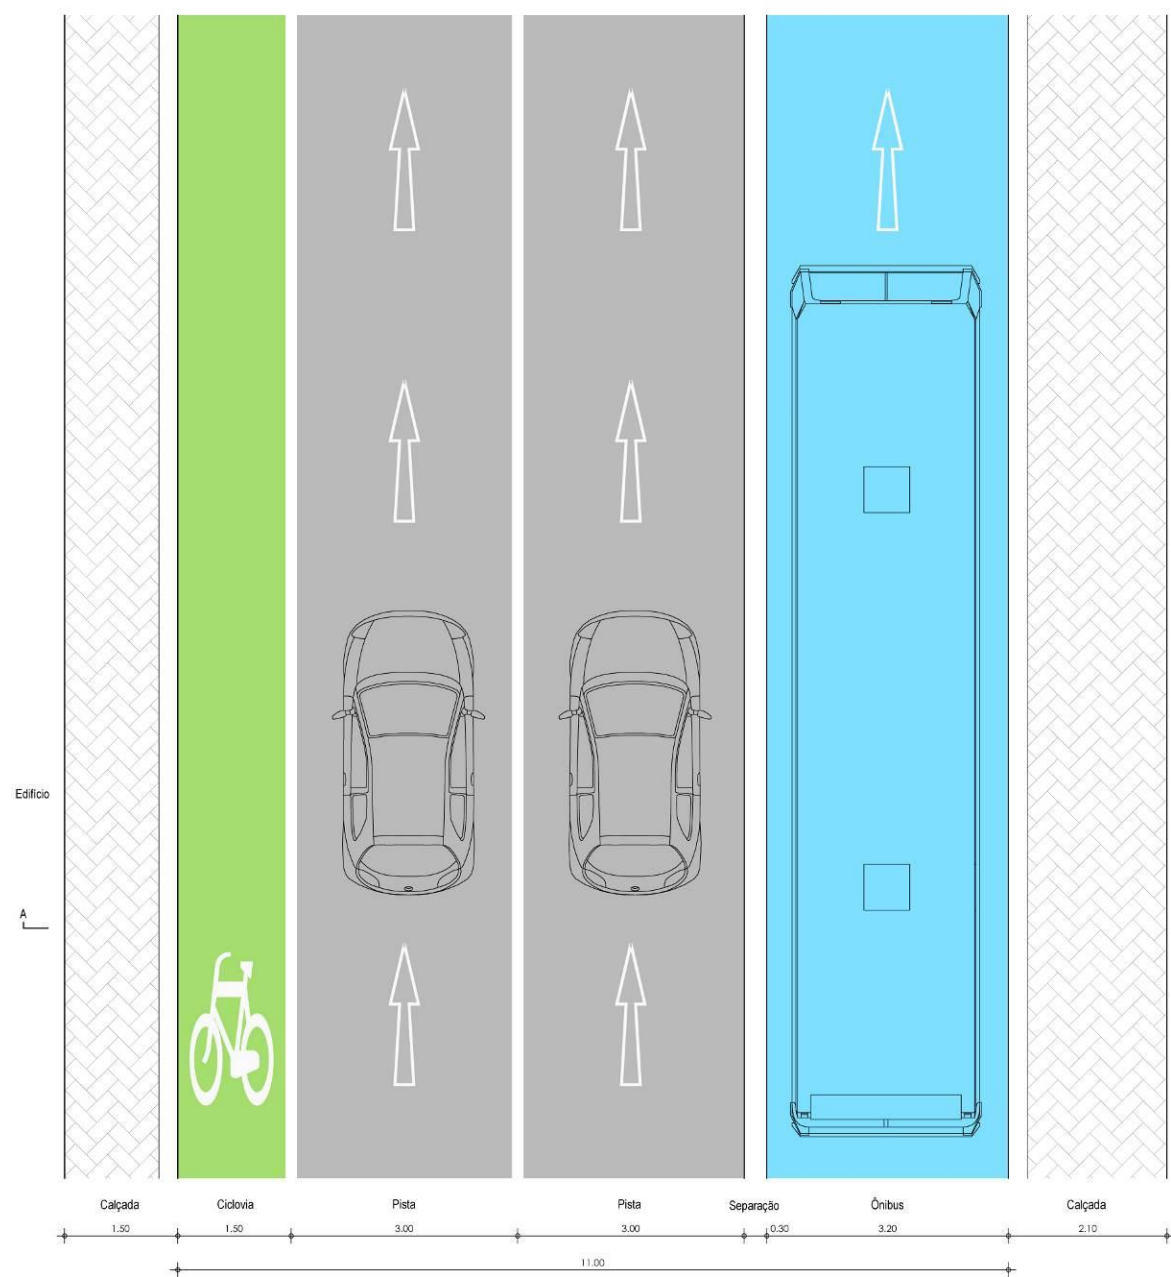 Edifício
A
Calçada Ciclovia Pista Pista Separação Ônibus Calçada
1.50 1.50 3.00 3.00 0.30 3.20 2.10
11.00